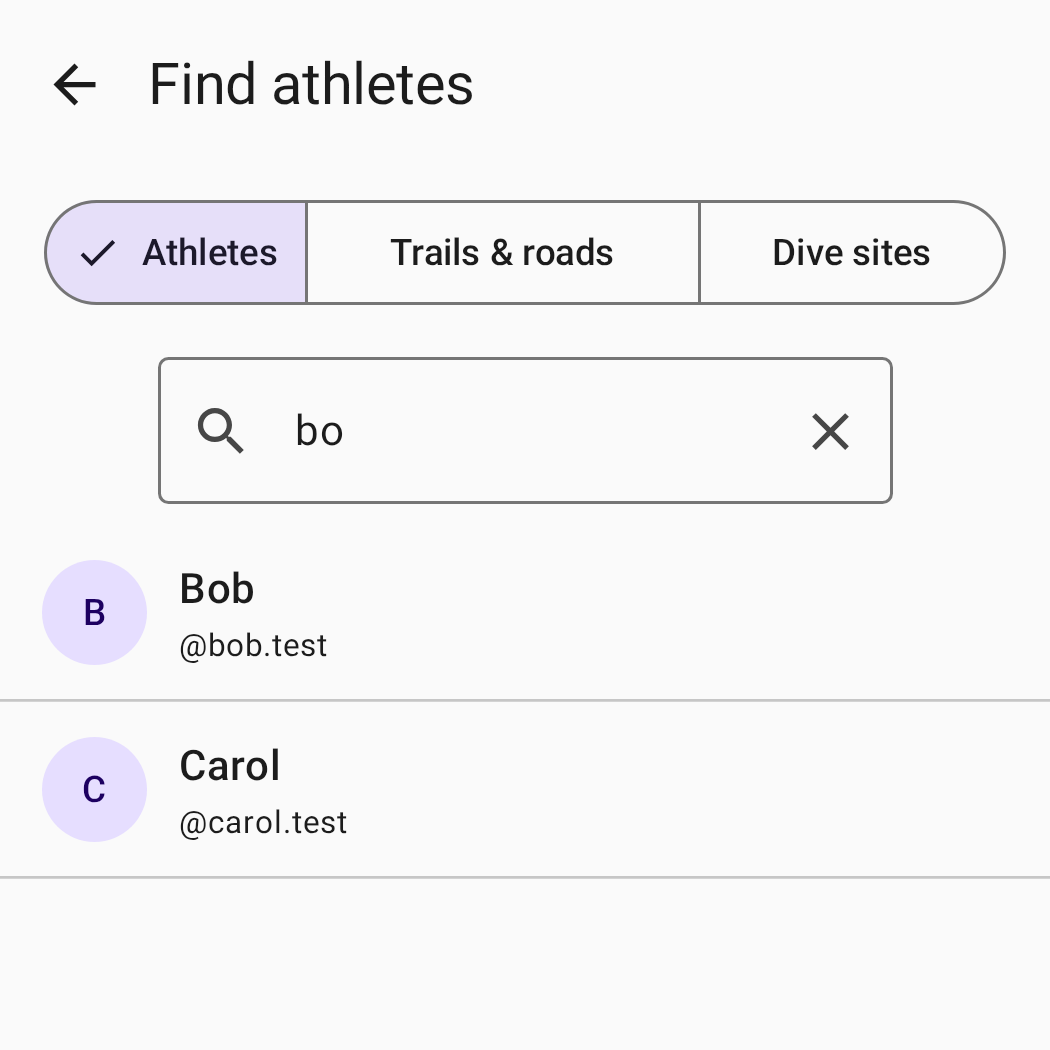 Find athletes
Athletes Trails & roads Dive sites
bo
B
Bob
@bob.test
C
Carol
@carol.test